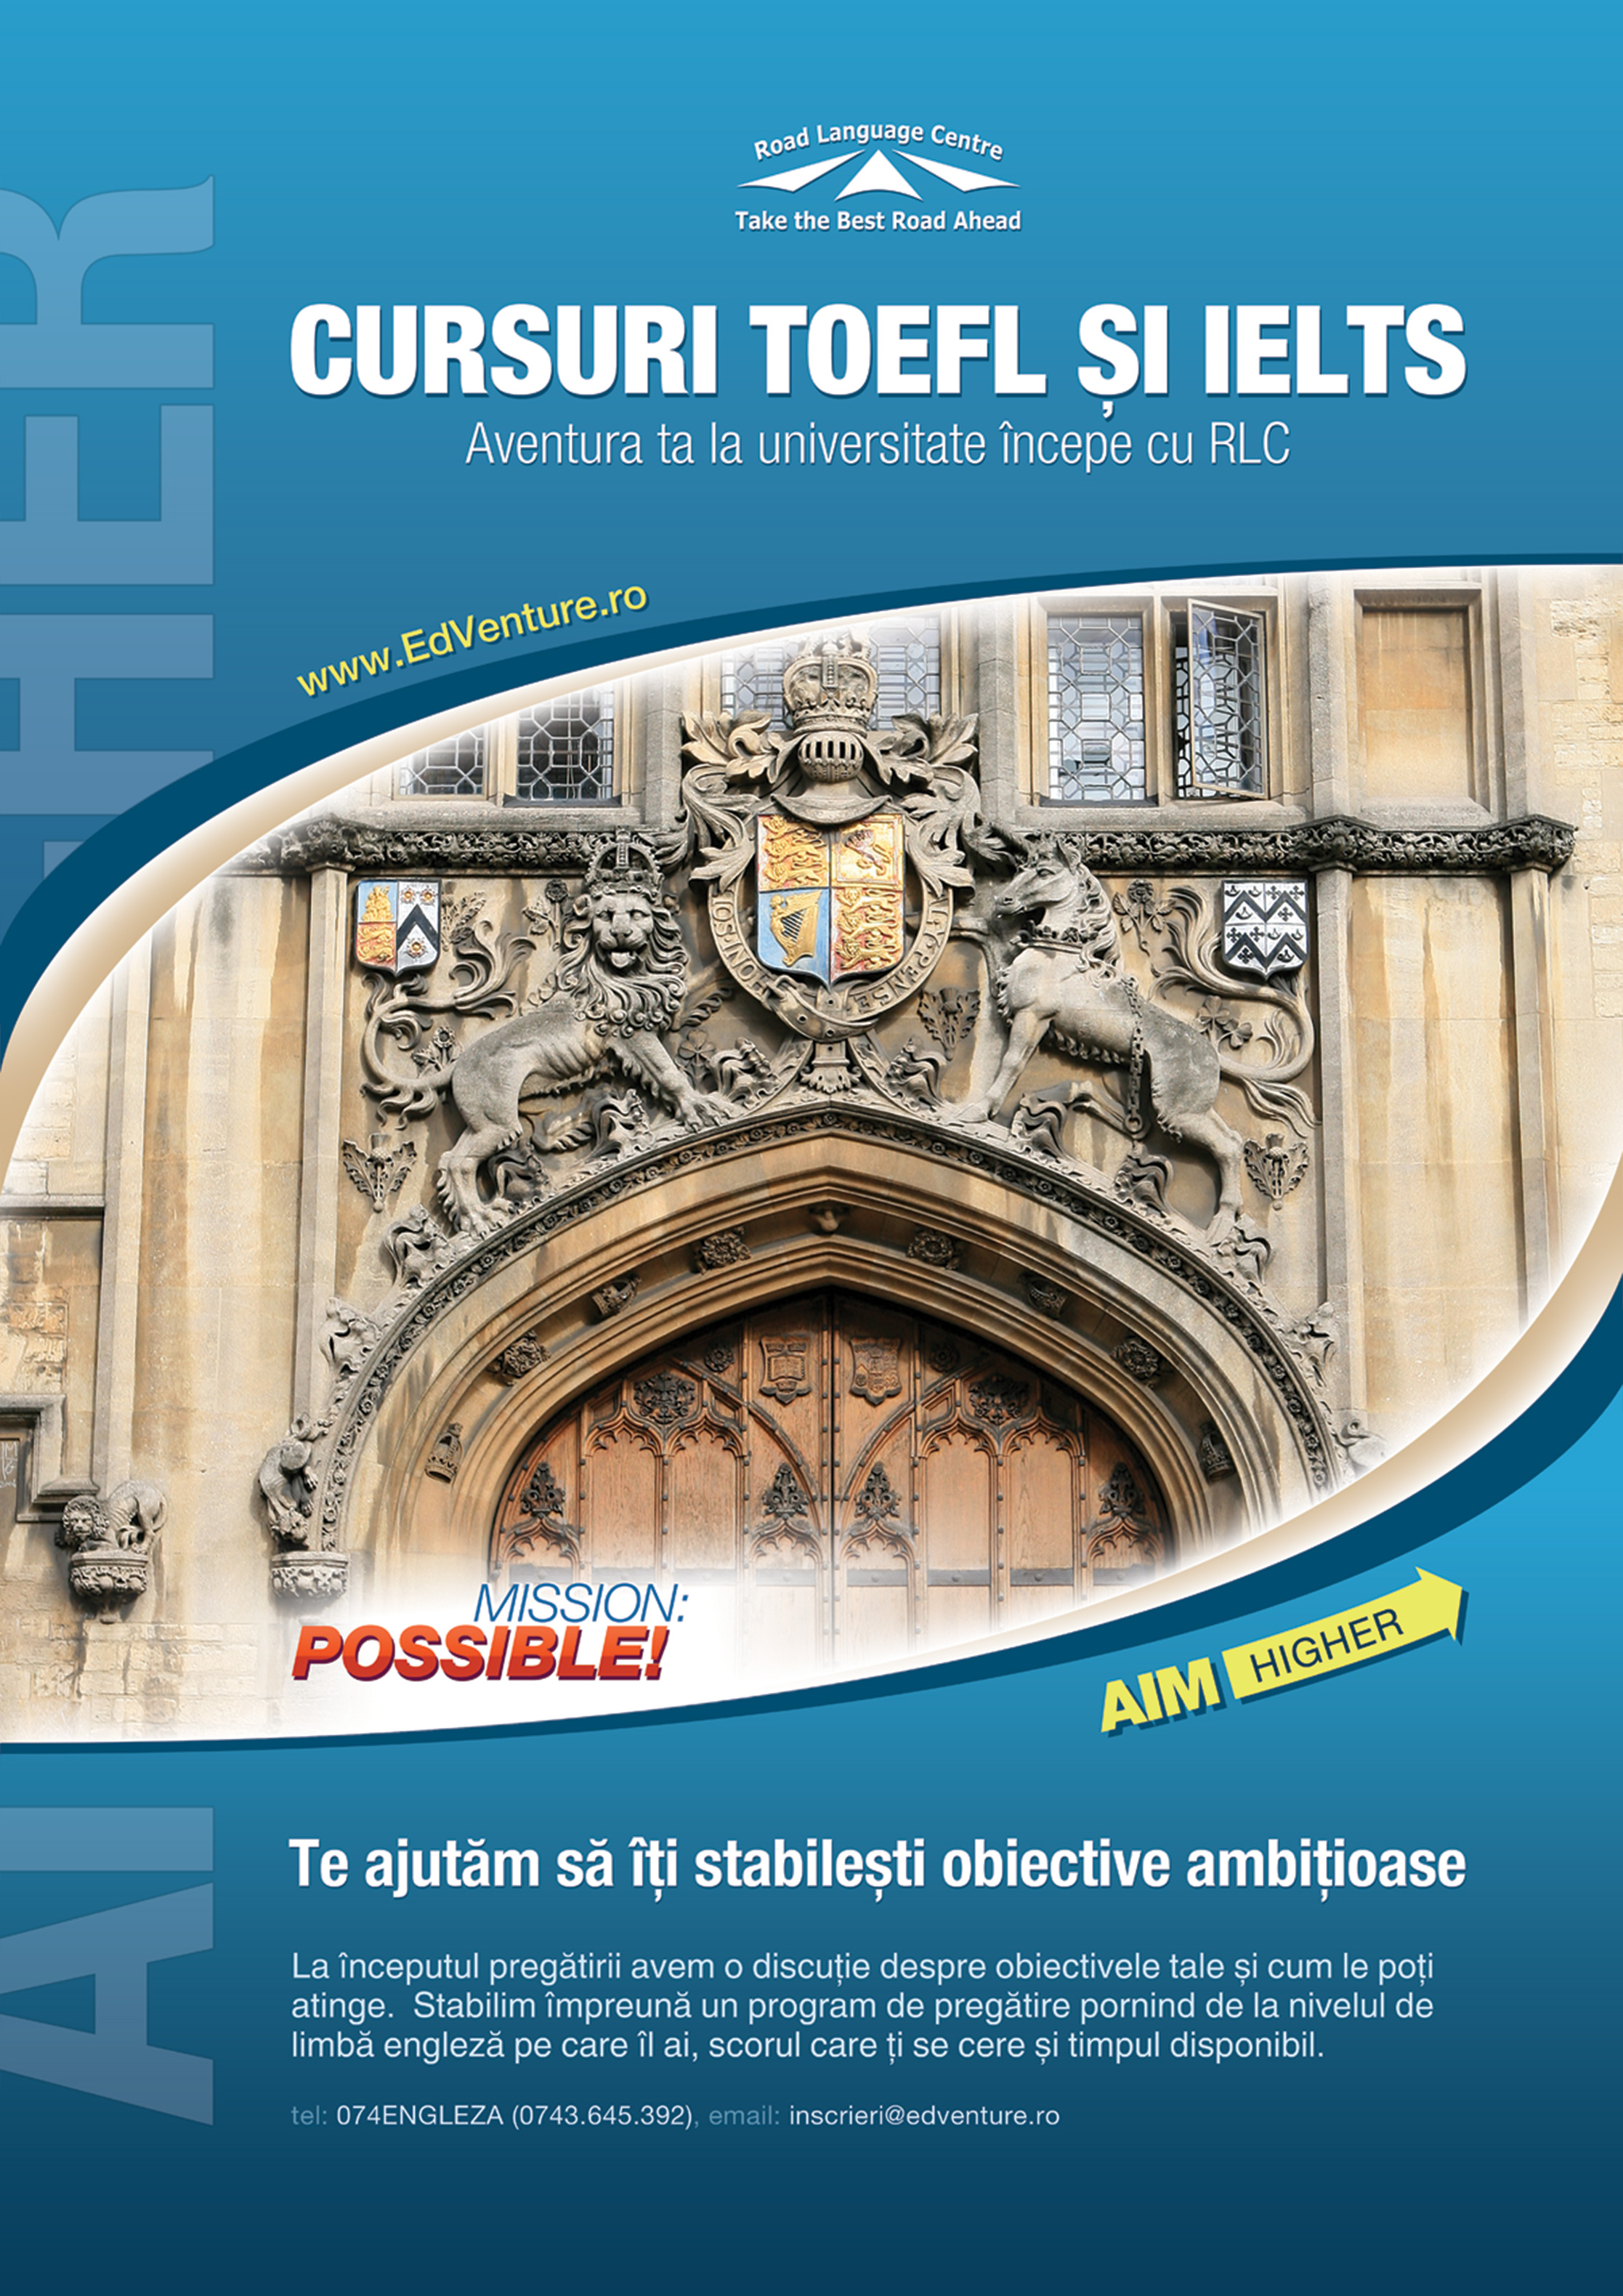 Road Language Centre
Take the Best Road Ahead
CURSURI TOEFL ȘI IELTS
Aventura ta la universitate începe cu RLC
www.EdVenture.ro
HONI·SOI
Y·PENSE
MISSION:
POSSIBLE!
AIM HIGHER
Te ajutăm să îți stabilești obiective ambițioase
La începutul pregătirii avem o discuție despre obiectivele tale și cum le poți
atinge.  Stabilim împreună un program de pregătire pornind de la nivelul de
limbă engleză pe care îl ai, scorul care ți se cere și timpul disponibil.
tel: 074ENGLEZA (0743.645.392), email: inscrieri@edventure.ro
AIM HIGHER